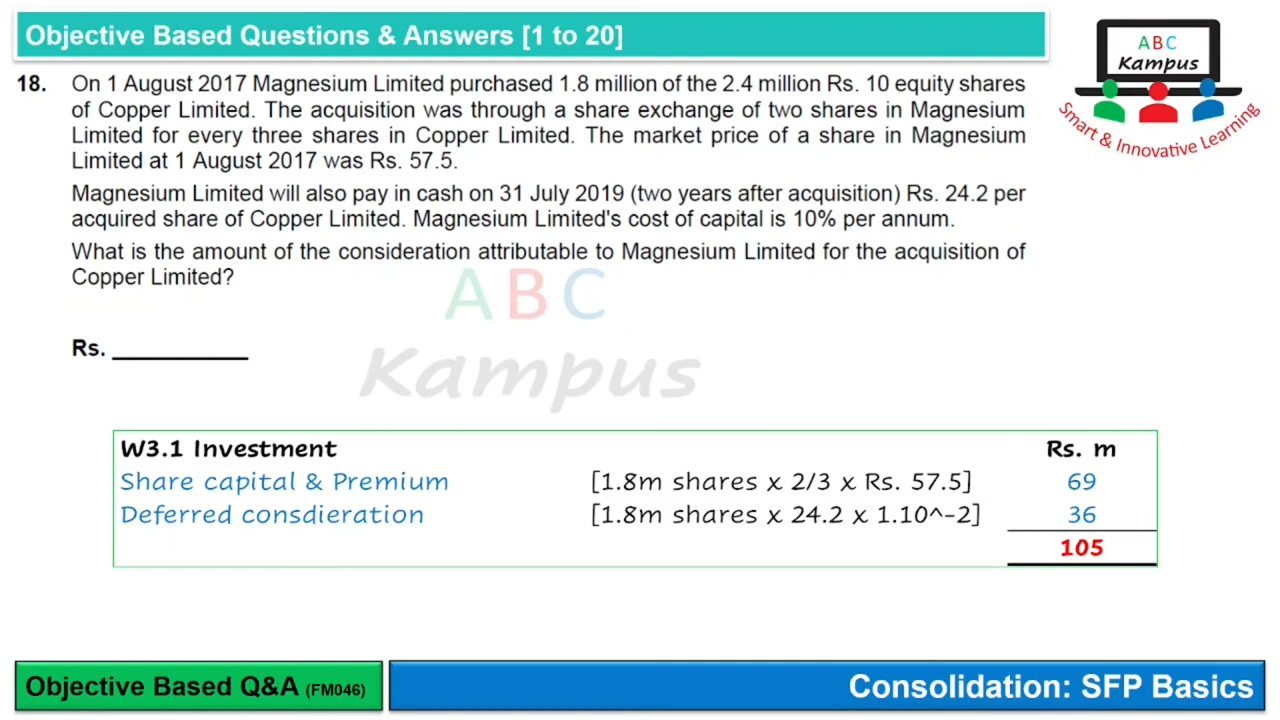 Objective Based Questions & Answers [1 to 20]
ABC
Kampus
Smart & Innovative Learning
18. On 1 August 2017 Magnesium Limited purchased 1.8 million of the 2.4 million Rs. 10 equity shares
of Copper Limited. The acquisition was through a share exchange of two shares in Magnesium
Limited for every three shares in Copper Limited. The market price of a share in Magnesium
Limited at 1 August 2017 was Rs. 57.5.
Magnesium Limited will also pay in cash on 31 July 2019 (two years after acquisition) Rs. 24.2 per
acquired share of Copper Limited. Magnesium Limited's cost of capital is 10% per annum.
What is the amount of the consideration attributable to Magnesium Limited for the acquisition of
Copper Limited?
ABC
Kampus
Rs. __________
W3.1 Investment Rs. m
Share capital & Premium [1.8m shares x 2/3 x Rs. 57.5] 69
Deferred consdieration [1.8m shares x 24.2 x 1.10^-2] 36
105
Objective Based Q&A (FM046)
Consolidation: SFP Basics